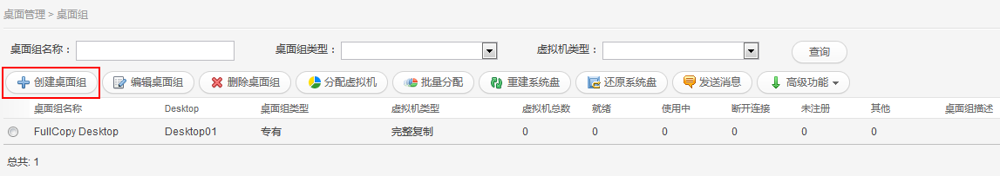 桌面管理 > 桌面组
桌面组名称： 桌面组类型： 虚拟机类型： 查询
创建桌面组 编辑桌面组 删除桌面组 分配虚拟机 批量分配 重建系统盘 还原系统盘 发送消息 高级功能
桌面组名称 Desktop 桌面组类型 虚拟机类型 虚拟机总数 就绪 使用中 断开连接 未注册 其他 桌面组描述
FullCopy Desktop Desktop01 专有 完整复制 0 0 0 0 0 0
总共: 1